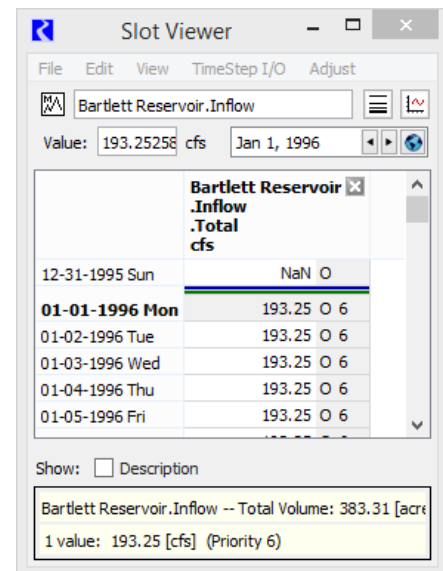 Slot Viewer
File Edit View TimeStep I/O Adjust
Bartlett Reservoir.Inflow
Value: 193.25258 cfs Jan 1, 1996
Bartlett Reservoir
.Inflow
.Total
cfs
12-31-1995 Sun NaN O
01-01-1996 Mon 193.25 O 6
01-02-1996 Tue 193.25 O 6
01-03-1996 Wed 193.25 O 6
01-04-1996 Thu 193.25 O 6
01-05-1996 Fri 193.25 O 6
Show: Description
Bartlett Reservoir.Inflow -- Total Volume: 383.31 [acre
1 value: 193.25 [cfs] (Priority 6)